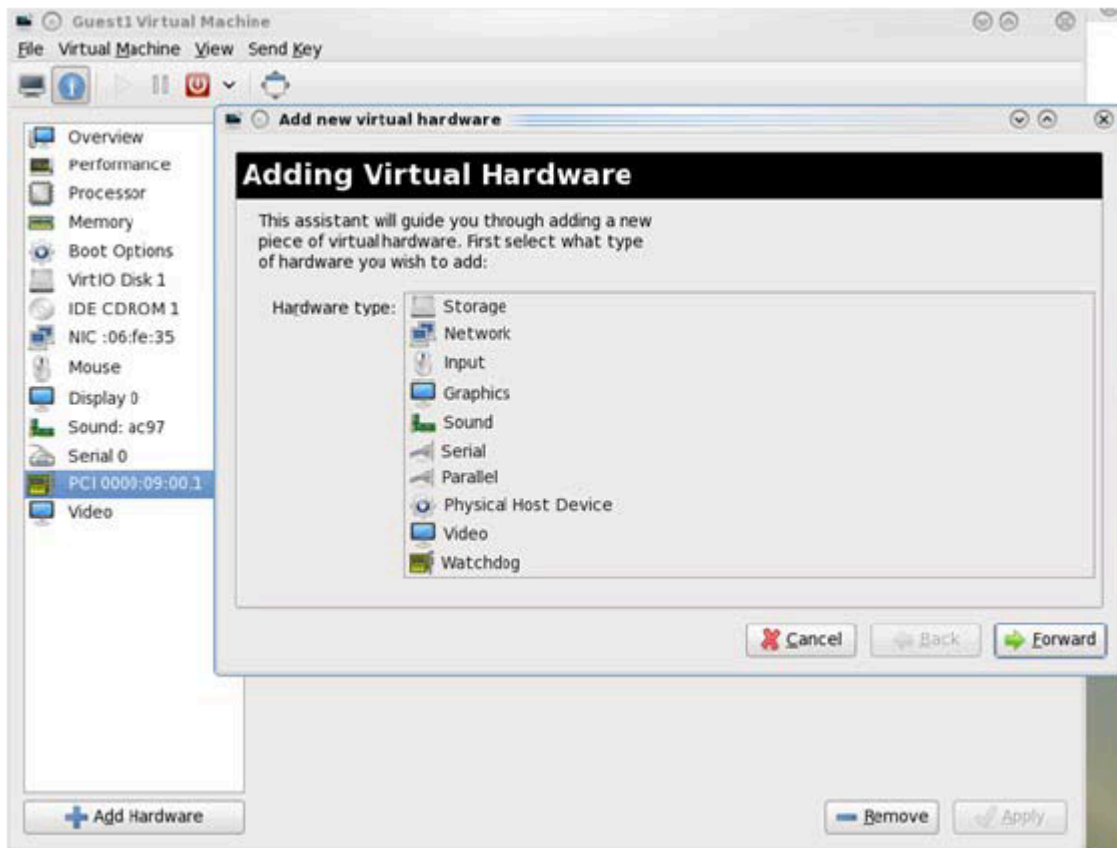 Guest1 Virtual Machine
File Virtual Machine View Send Key
Add new virtual hardware
Overview
Performance
Processor
Memory
Boot Options
VirtIO Disk 1
IDE CDROM 1
NIC :06:fe:35
Mouse
Display 0
Sound: ac97
Serial 0
PCI 0000:09:00.1
Video
Adding Virtual Hardware
This assistant will guide you through adding a new
piece of virtual hardware. First select what type
of hardware you wish to add:
Hardware type:
Storage
Network
Input
Graphics
Sound
Serial
Parallel
Physical Host Device
Video
Watchdog
Cancel
Back
Forward
Add Hardware
Remove
Apply